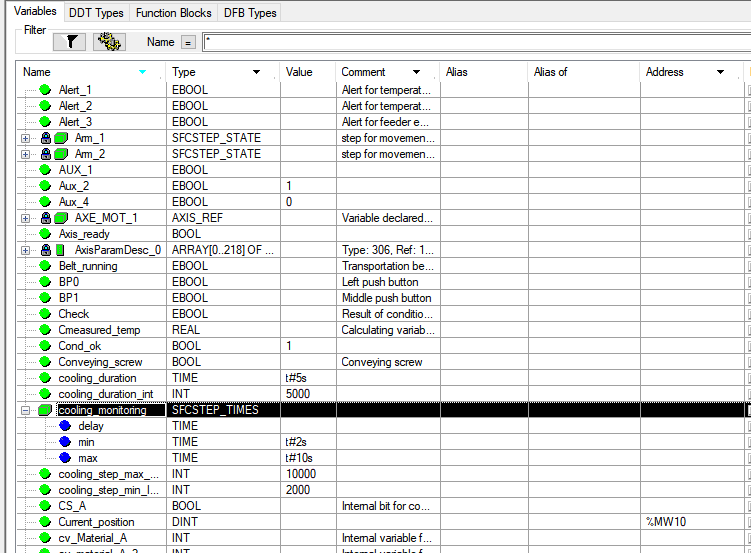 Variables DDT Types Function Blocks DFB Types
Filter
Name = *
Name Type Value Comment Alias Alias of Address
Alert_1 EBOOL Alert for temperat...
Alert_2 EBOOL Alert for temperat...
Alert_3 EBOOL Alert for feeder e...
Arm_1 SFCSTEP_STATE step for movemen...
Arm_2 SFCSTEP_STATE step for movemen...
AUX_1 EBOOL
Aux_2 EBOOL 1
Aux_4 EBOOL 0
AXE_MOT_1 AXIS_REF Variable declared...
Axis_ready BOOL
AxisParamDesc_0 ARRAY[0..218] OF ... Type: 306, Ref: 1...
Belt_running EBOOL Transportation be...
BP0 EBOOL Left push button
BP1 EBOOL Middle push button
Check EBOOL Result of conditio...
Cmeasured_temp REAL Calculating variab...
Cond_ok BOOL 1
Conveying_screw BOOL Conveying screw
cooling_duration TIME t#5s
cooling_duration_int INT 5000
cooling_monitoring SFCSTEP_TIMES
delay TIME
min TIME t#2s
max TIME t#10s
cooling_step_max_... INT 10000
cooling_step_min_I... INT 2000
CS_A BOOL Internal bit for co...
Current_position DINT %MW10
cv_Material_A INT Internal variable f...